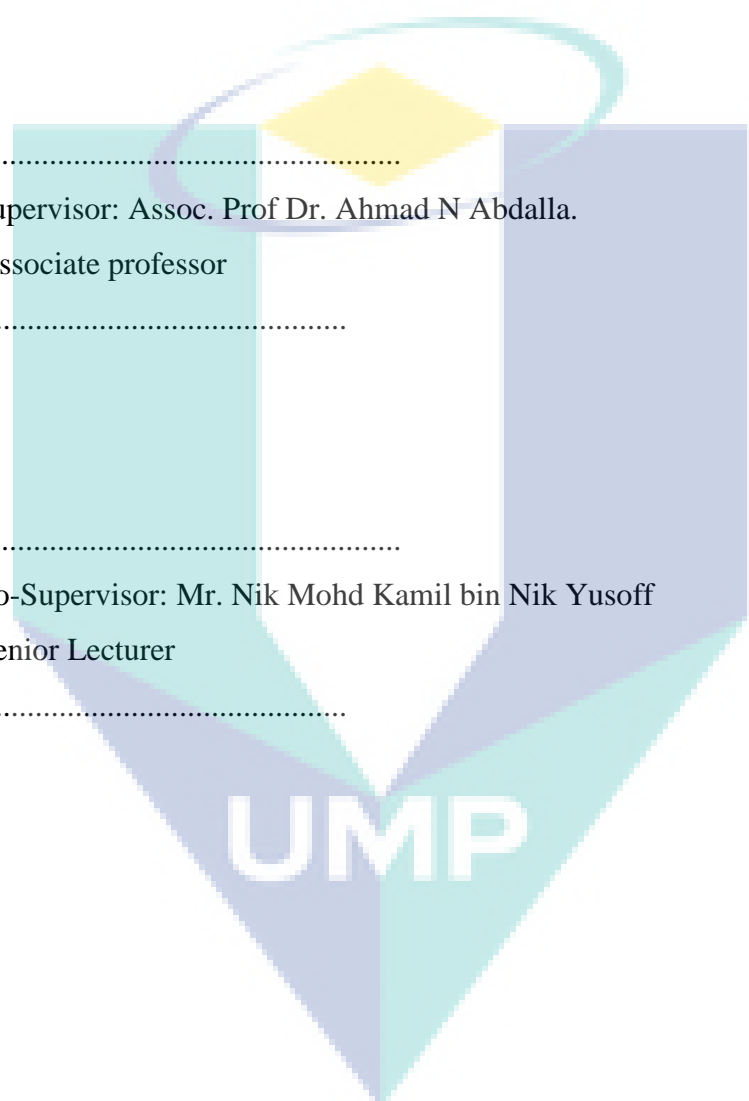 ................................................
upervisor: Assoc. Prof Dr. Ahmad N Abdalla.
ssociate professor
..........................................
................................................
o-Supervisor: Mr. Nik Mohd Kamil bin Nik Yusoff
enior Lecturer
..........................................
UMP